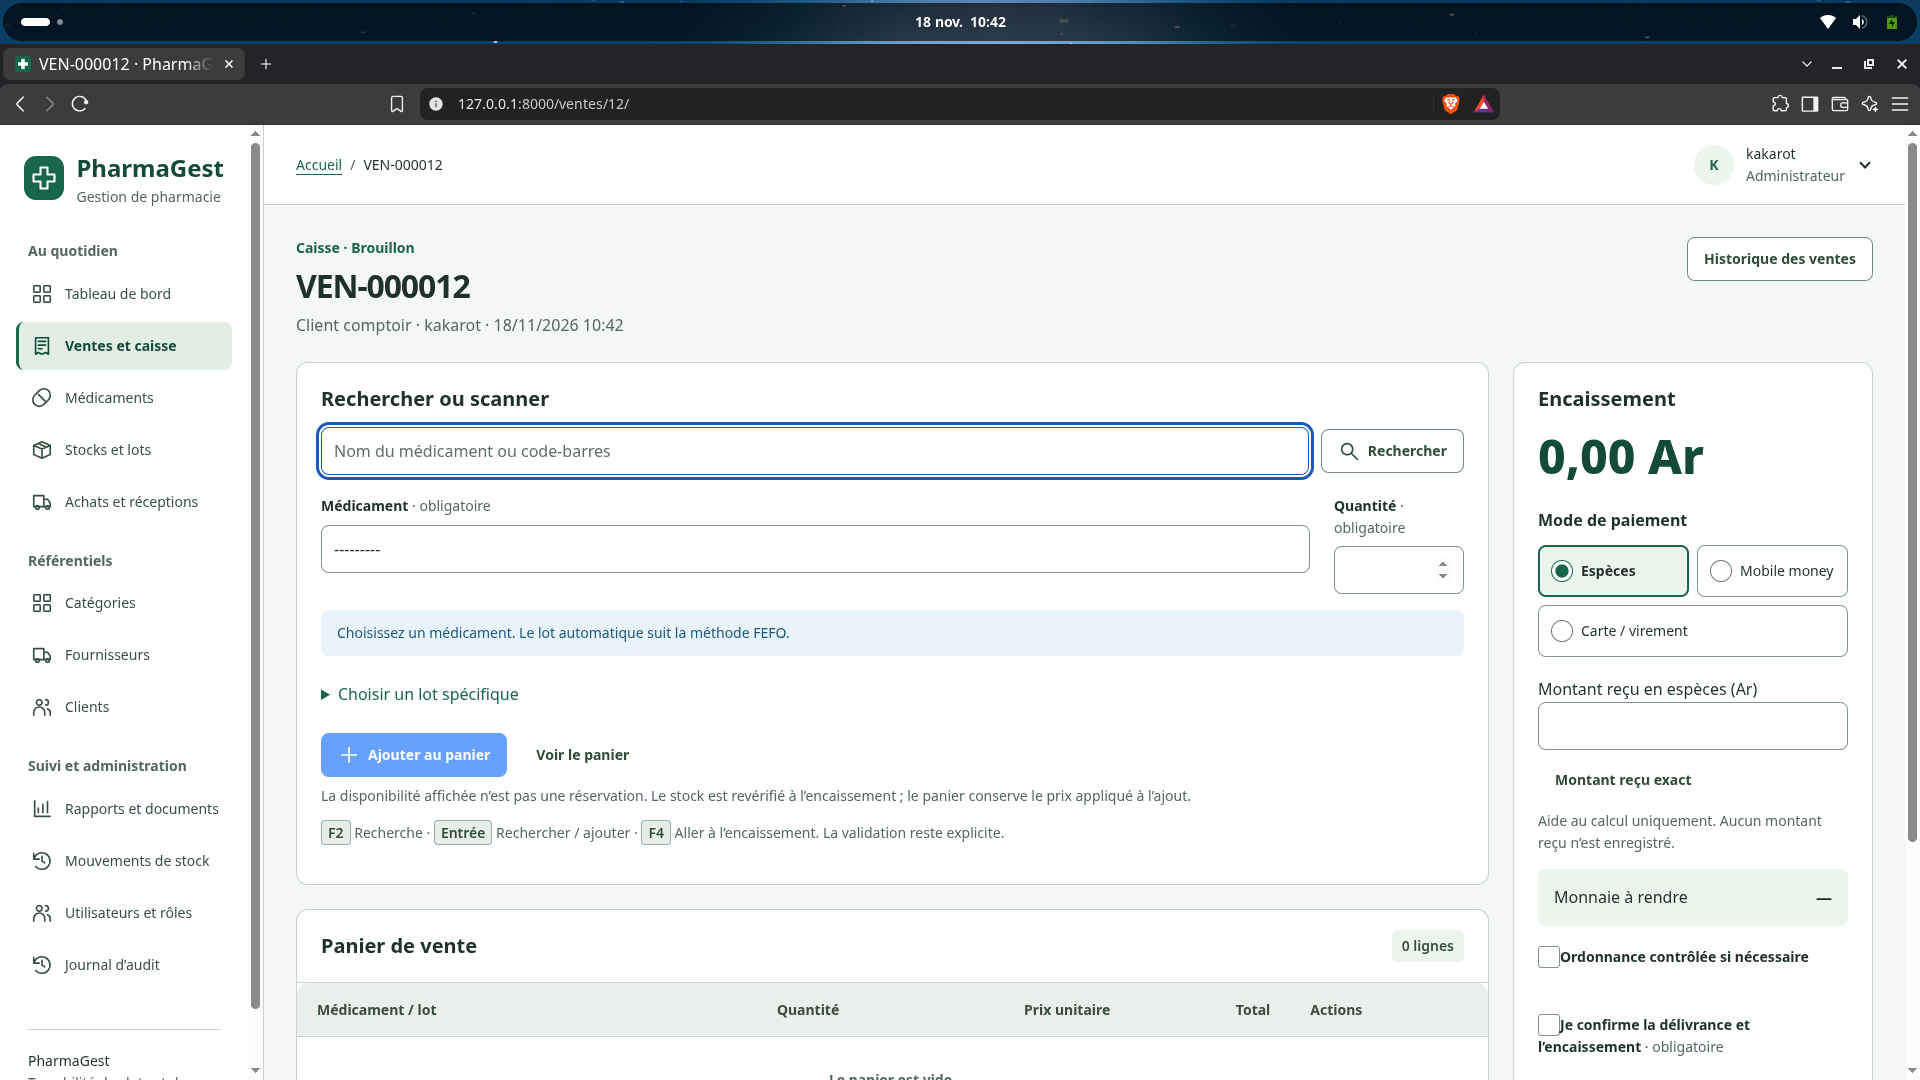 18 nov. 10:42
VEN-000012 · PharmaG
127.0.0.1:8000/ventes/12/
PharmaGest
Gestion de pharmacie
Au quotidien
Tableau de bord
Ventes et caisse
Médicaments
Stocks et lots
Achats et réceptions
Référentiels
Catégories
Fournisseurs
Clients
Suivi et administration
Rapports et documents
Mouvements de stock
Utilisateurs et rôles
Journal d’audit
PharmaGest
Accueil / VEN-000012
K
kakarot
Administrateur
Caisse · Brouillon
VEN-000012
Client comptoir · kakarot · 18/11/2026 10:42
Historique des ventes
Rechercher ou scanner
Nom du médicament ou code-barres
Rechercher
Médicament · obligatoire
---------
Quantité ·
obligatoire
Choisissez un médicament. Le lot automatique suit la méthode FEFO.
Choisir un lot spécifique
Ajouter au panier
Voir le panier
La disponibilité affichée n’est pas une réservation. Le stock est revérifié à l’encaissement ; le panier conserve le prix appliqué à l’ajout.
F2 Recherche · Entrée Rechercher / ajouter · F4 Aller à l’encaissement. La validation reste explicite.
Panier de vente
0 lignes
Médicament / lot Quantité Prix unitaire Total Actions
Le panier est vide
Encaissement
0,00 Ar
Mode de paiement
Espèces
Mobile money
Carte / virement
Montant reçu en espèces (Ar)
Montant reçu exact
Aide au calcul uniquement. Aucun montant
reçu n’est enregistré.
Monnaie à rendre —
Ordonnance contrôlée si nécessaire
Je confirme la délivrance et
l’encaissement · obligatoire